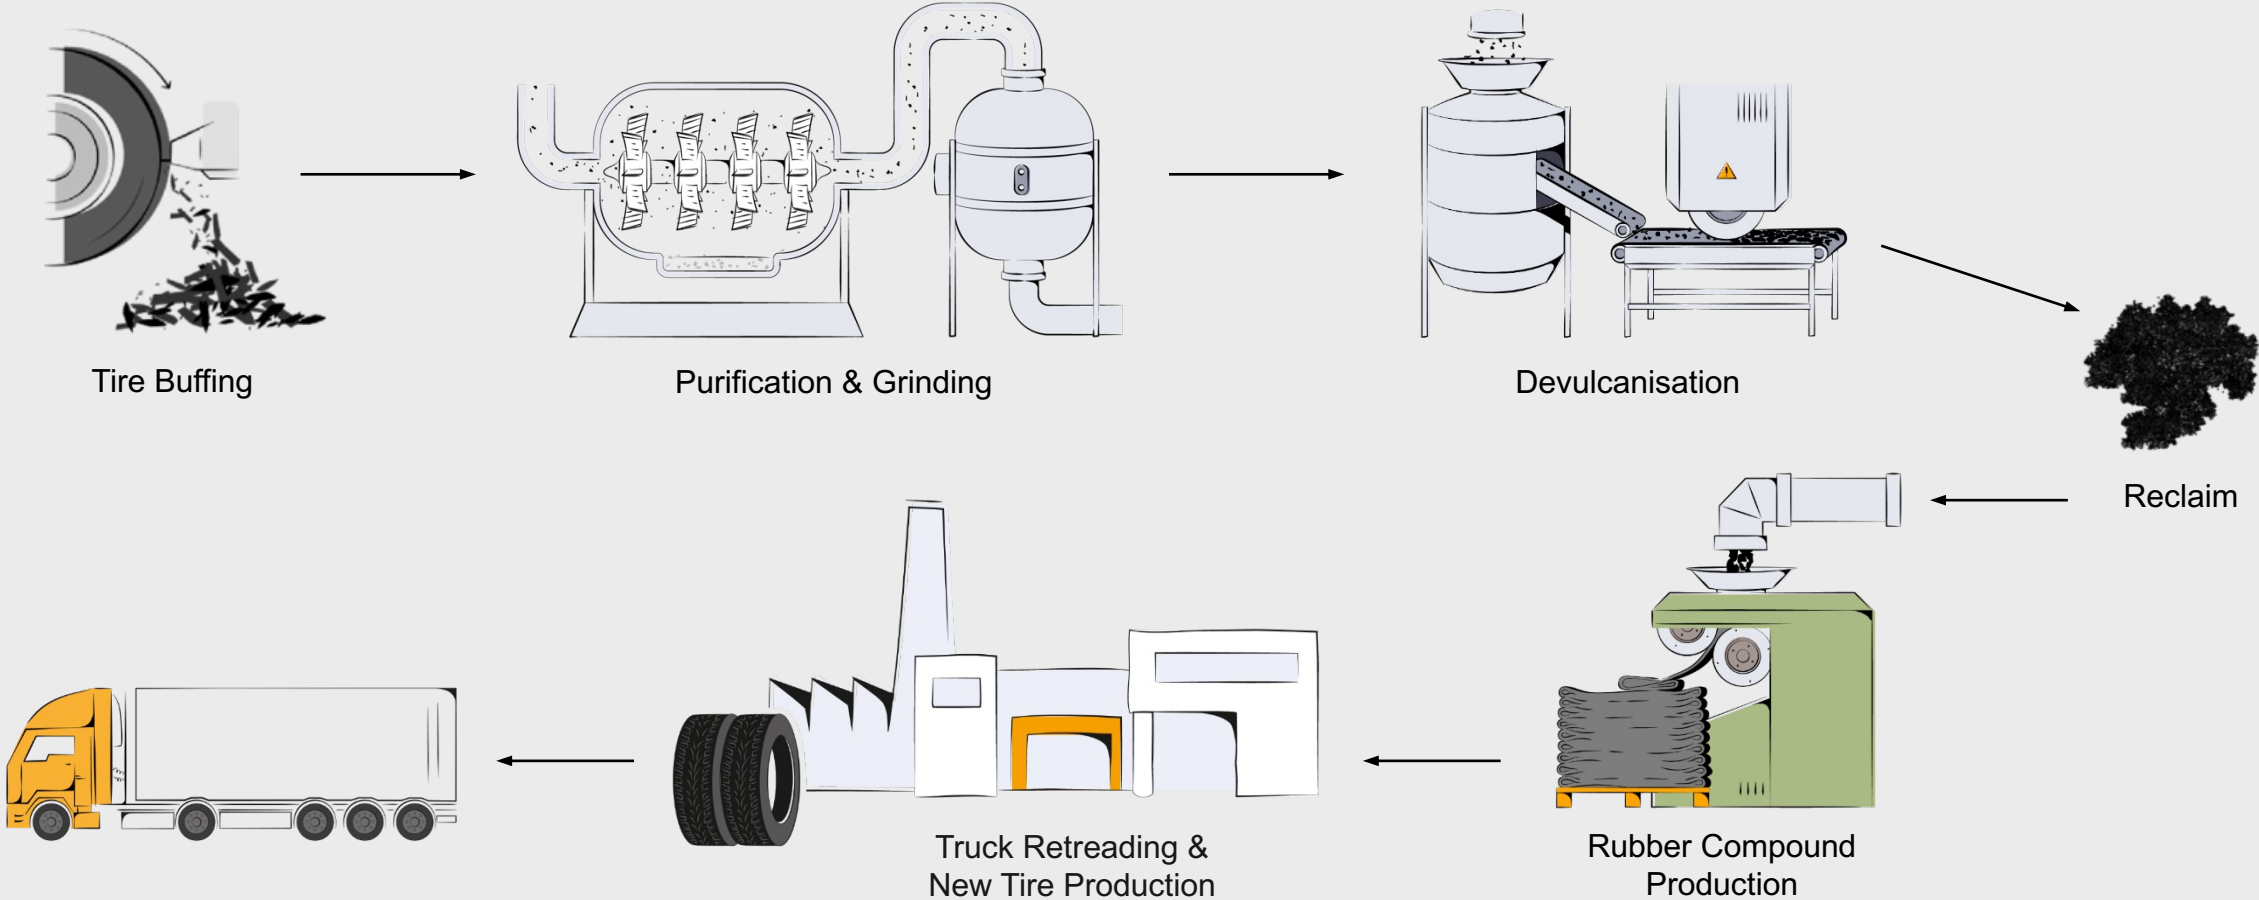 Tire Buffing
Purification & Grinding
Devulcanisation
Reclaim
Rubber Compound
Production
Truck Retreading &
New Tire Production